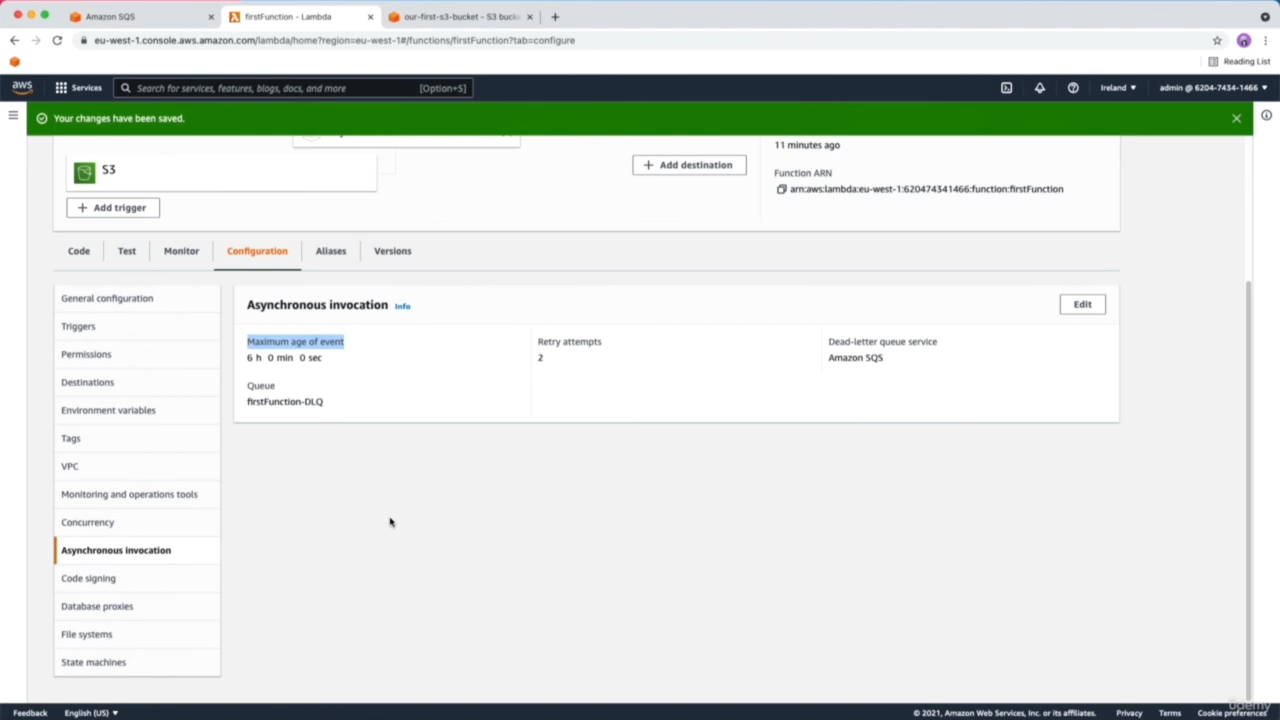 Amazon SQS
firstFunction - Lambda
our-first-s3-bucket - S3 bucke
eu-west-1.console.aws.amazon.com/lambda/home?region=eu-west-1#/functions/firstFunction?tab=configure
Reading List
aws
Services
Search for services, features, blogs, docs, and more
[Option+S]
Ireland ▼
admin @ 6204-7434-1466 ▼
Your changes have been saved.
11 minutes ago
S3
+ Add destination
Function ARN
arn:aws:lambda:eu-west-1:620474341466:function:firstFunction
+ Add trigger
Code
Test
Monitor
Configuration
Aliases
Versions
General configuration
Triggers
Permissions
Destinations
Environment variables
Tags
VPC
Monitoring and operations tools
Concurrency
Asynchronous invocation
Code signing
Database proxies
File systems
State machines
Asynchronous invocation Info
Edit
Maximum age of event
6 h 0 min 0 sec
Retry attempts
2
Dead-letter queue service
Amazon SQS
Queue
firstFunction-DLQ
Feedback
English (US) ▼
© 2021, Amazon Web Services, Inc. or its affiliates.
Privacy
Terms
Cookie preferences
udemy